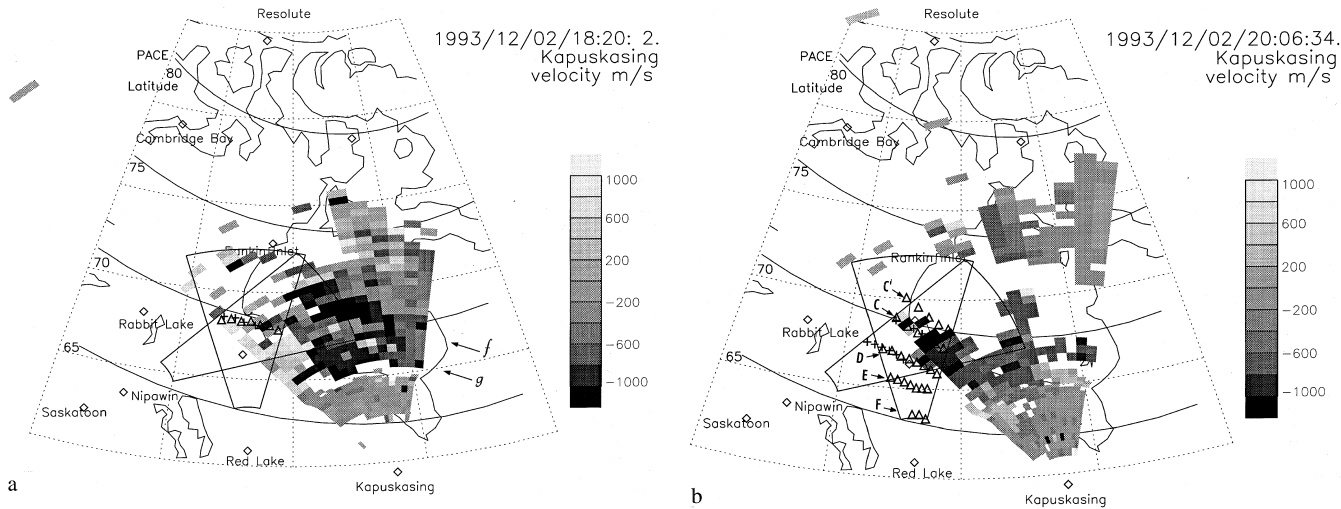 Resolute
1993/12/02/18:20: 2.
Kapuskasing
velocity m/s
PACE
80
Latitude
Cambridge Bay
75
1000
600
200
-200
-600
-1000
Rankin Inlet
70
Rabbit Lake
65
f
g
Nipawin
Saskatoon
Red Lake
Kapuskasing
a
Resolute
1993/12/02/20:06:34.
Kapuskasing
velocity m/s
PACE
80
Latitude
Cambridge Bay
75
1000
600
200
-200
-600
-1000
Rankin Inlet
70
C'
C
Rabbit Lake
D
65
E
F
Nipawin
Saskatoon
Red Lake
Kapuskasing
b